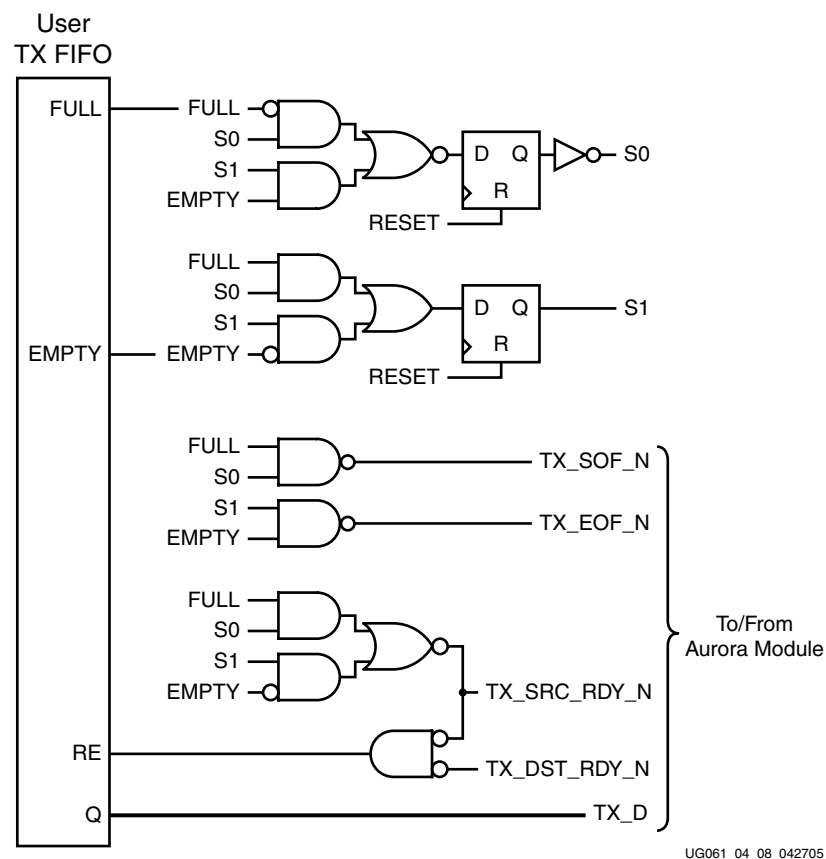 User
TX FIFO
FULL
FULL
S0
S1
EMPTY
D Q
R
S0
RESET
FULL
S0
S1
EMPTY
EMPTY
D Q
R
S1
RESET
FULL
S0
TX_SOF_N
S1
EMPTY
TX_EOF_N
FULL
S0
S1
EMPTY
TX_SRC_RDY_N
To/From
Aurora Module
RE
TX_DST_RDY_N
Q
TX_D
UG061_04_08_042705